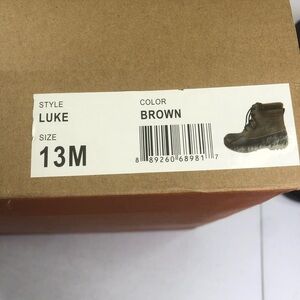 STYLE
LUKE
SIZE
13M
COLOR
BROWN
8 89260 68981 7